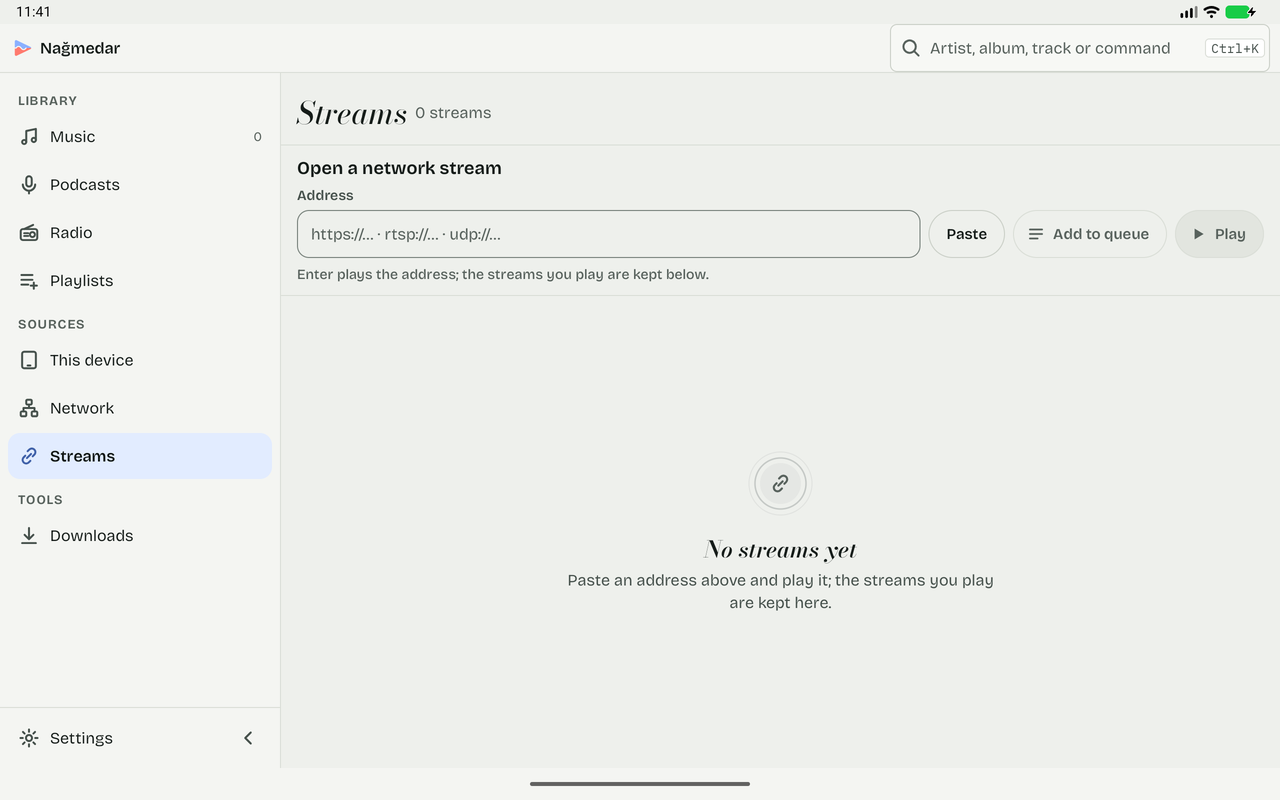 11:41
Nağmedar
Artist, album, track or command
Ctrl+K
LIBRARY
Music
0
Podcasts
Radio
Playlists
SOURCES
This device
Network
Streams
TOOLS
Downloads
Settings
Streams 0 streams
Open a network stream
Address
https://... · rtsp://... · udp://...
Paste
Add to queue
Play
Enter plays the address; the streams you play are kept below.
No streams yet
Paste an address above and play it; the streams you play
are kept here.